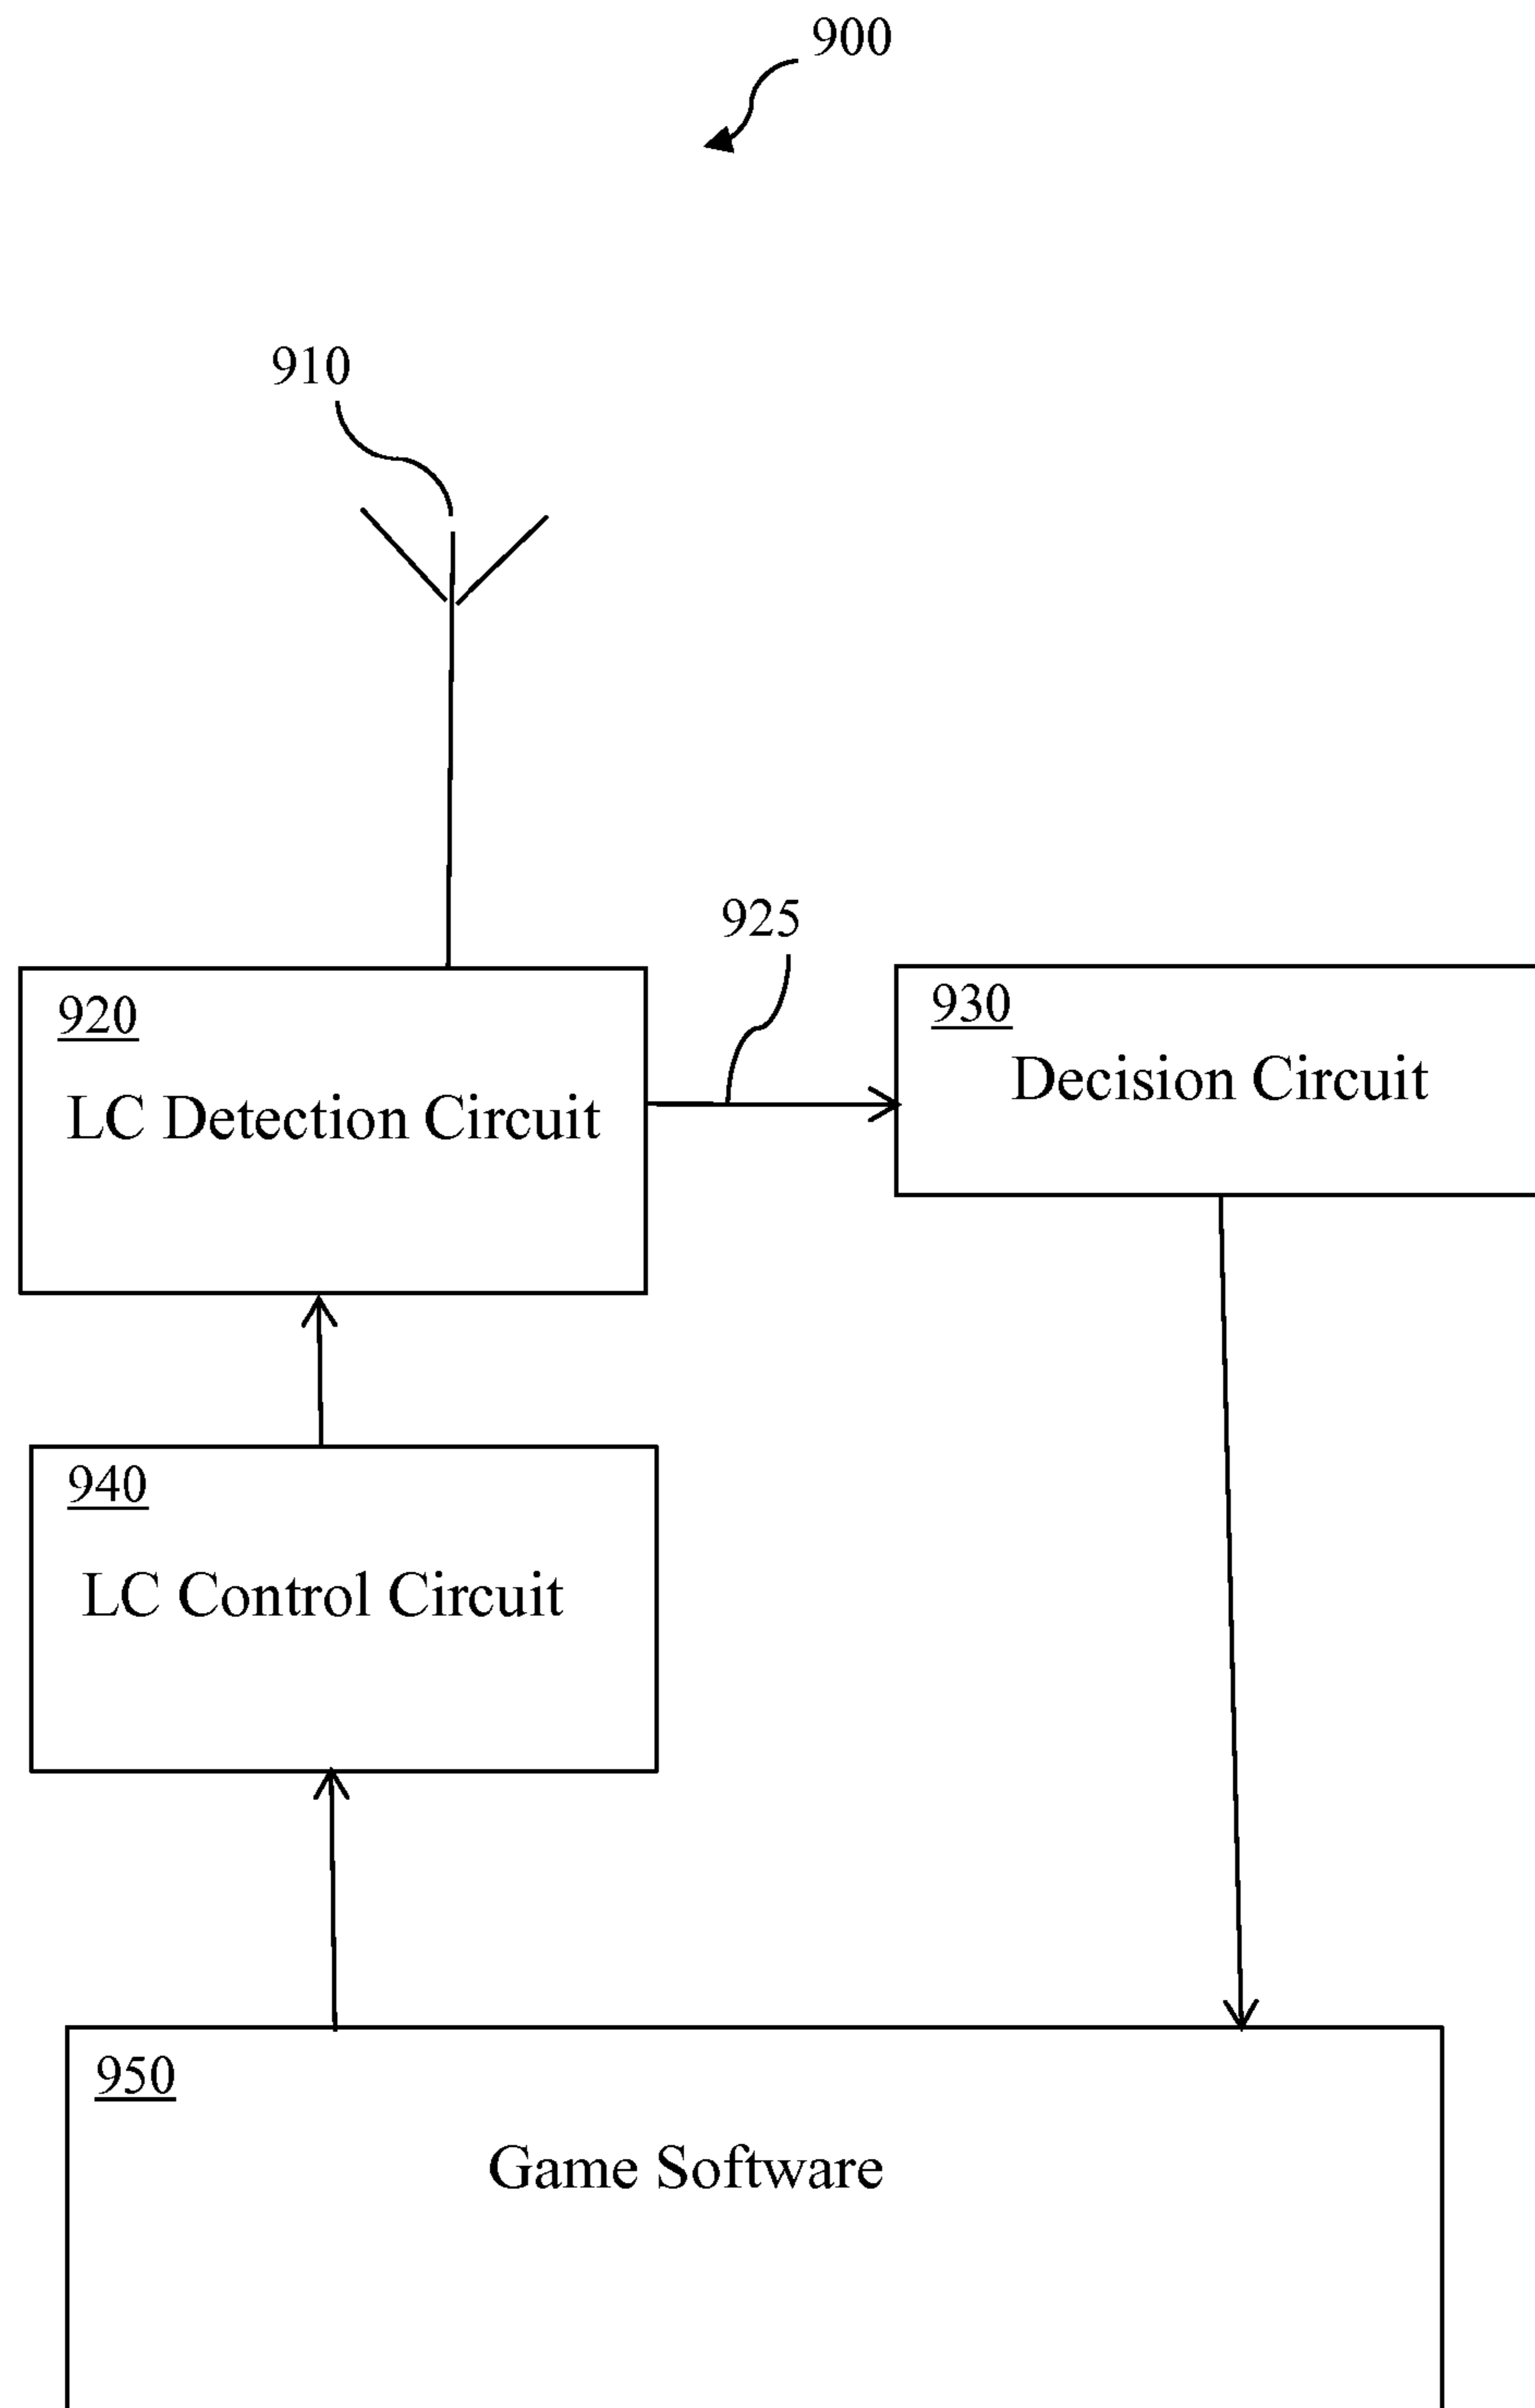 900
910
925
920
LC Detection Circuit
930
Decision Circuit
940
LC Control Circuit
950
Game Software